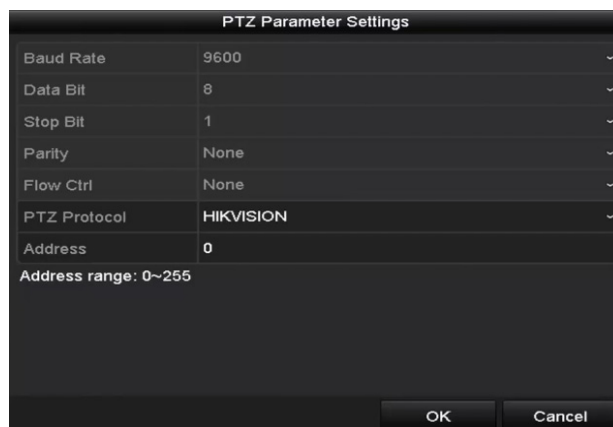 PTZ Parameter Settings
Baud Rate 9600
Data Bit 8
Stop Bit 1
Parity None
Flow Ctrl None
PTZ Protocol HIKVISION
Address 0
Address range: 0~255
OK Cancel